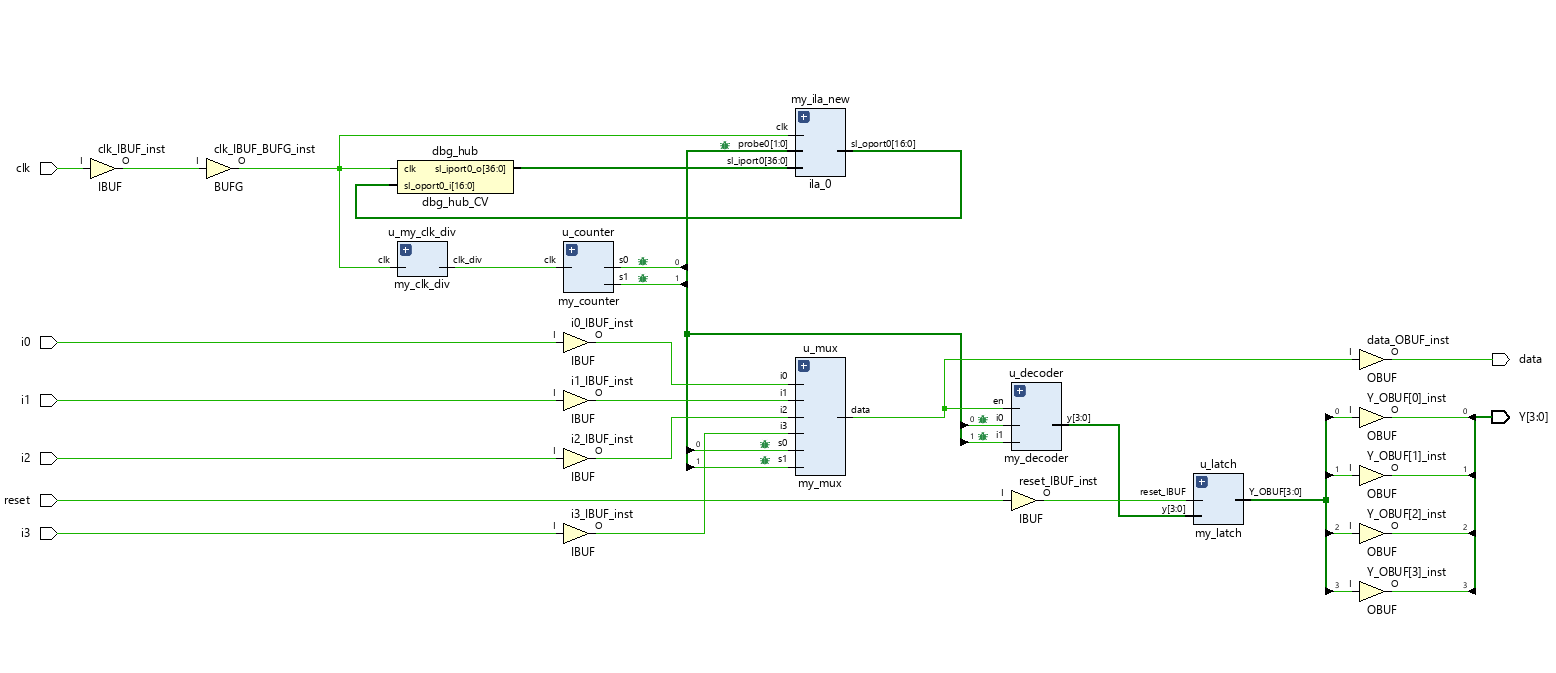 my_ila_new
clk
probe0[1:0]
sl_iport0[36:0]
sl_oport0[16:0]
ila_0
clk
I
clk_IBUF_inst
O
IBUF
I
clk_IBUF_BUFG_inst
O
BUFG
dbg_hub
clk
sl_iport0_o[36:0]
sl_oport0_i[16:0]
dbg_hub_CV
u_my_clk_div
clk
clk_div
my_clk_div
u_counter
clk
s0
s1
0
1
my_counter
i0
I
i0_IBUF_inst
O
IBUF
i1
I
i1_IBUF_inst
O
IBUF
i2
I
i2_IBUF_inst
O
IBUF
reset
i3
I
i3_IBUF_inst
O
IBUF
u_mux
i0
i1
i2
i3
0
s0
1
s1
data
my_mux
u_decoder
en
0
i0
1
i1
y[3:0]
my_decoder
I
reset_IBUF_inst
O
IBUF
u_latch
reset_IBUF
y[3:0]
Y_OBUF[3:0]
my_latch
I
data_OBUF_inst
O
OBUF
data
0
I
Y_OBUF[0]_inst
O
OBUF
0
Y[3:0]
1
I
Y_OBUF[1]_inst
O
OBUF
1
2
I
Y_OBUF[2]_inst
O
OBUF
2
3
I
Y_OBUF[3]_inst
O
OBUF
3